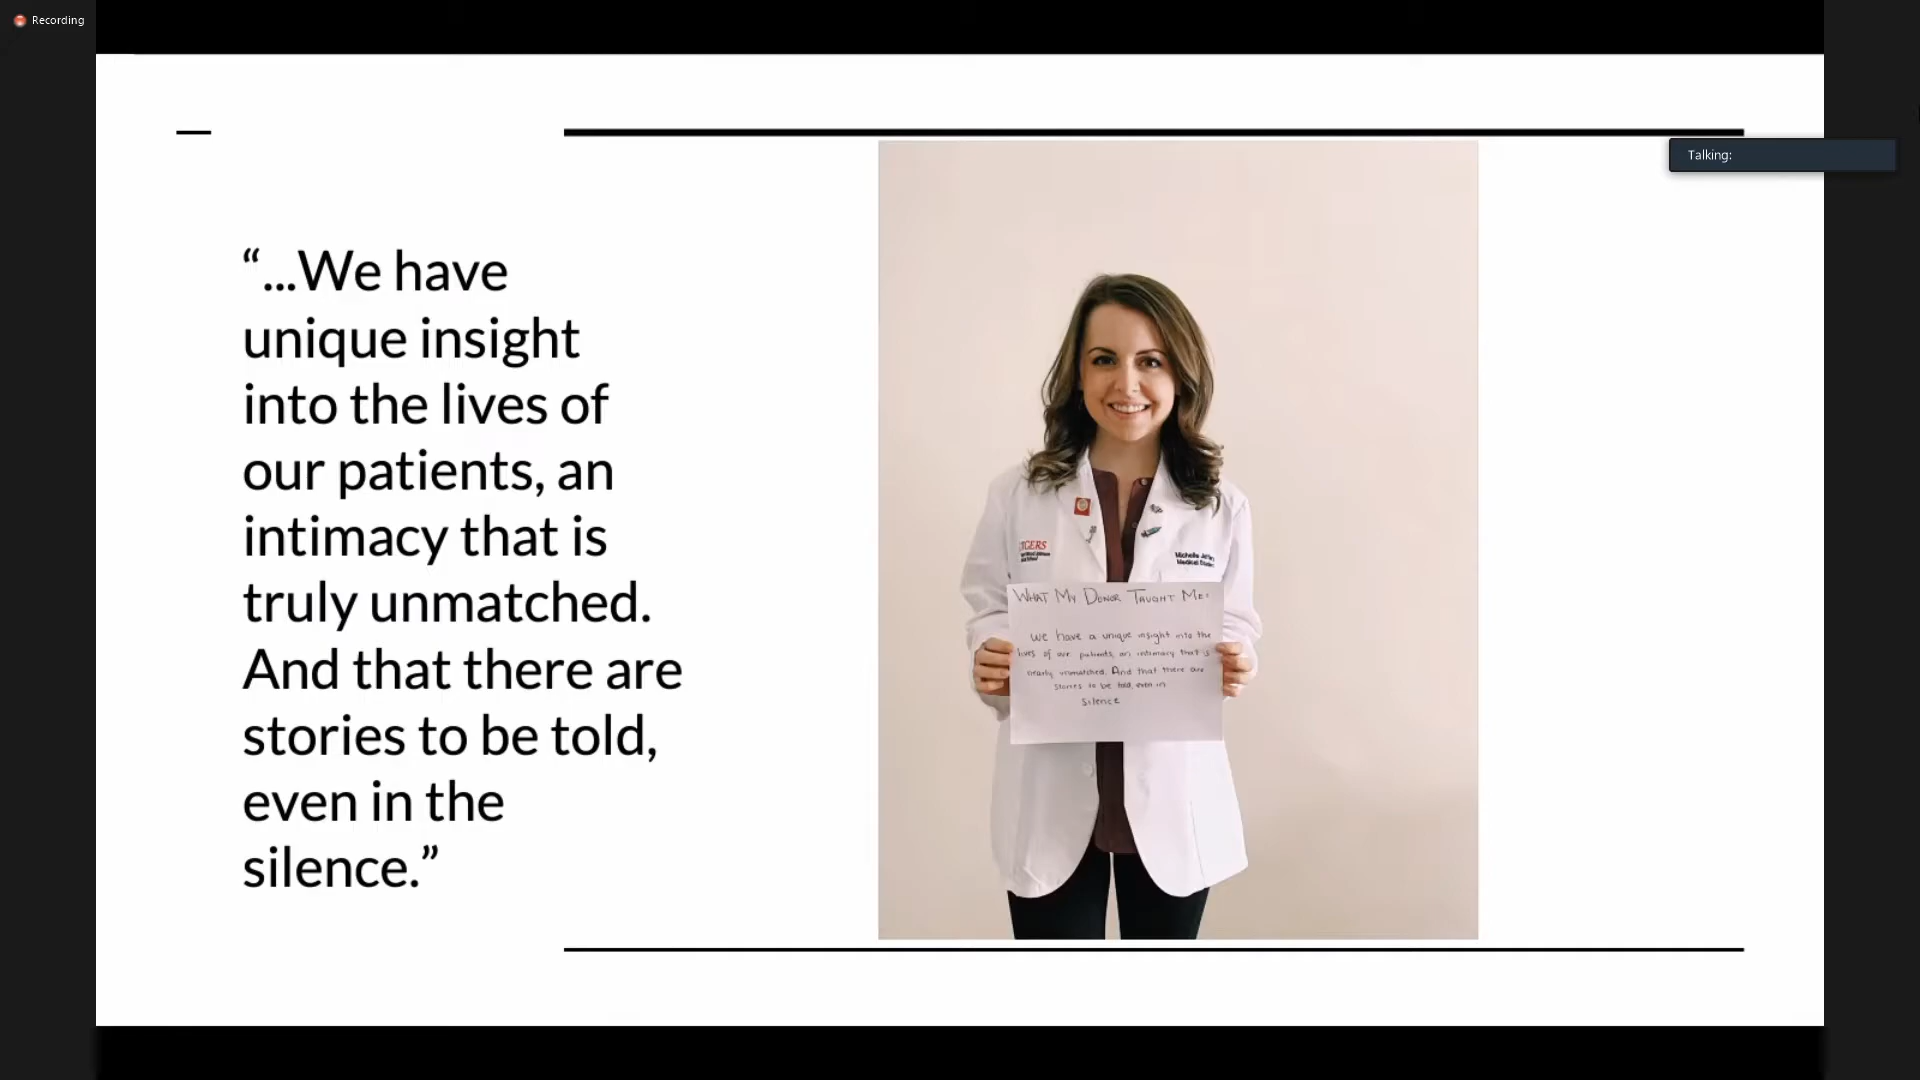 Recording
Talking:
“...We have
unique insight
into the lives of
our patients, an
intimacy that is
truly unmatched.
And that there are
stories to be told,
even in the
silence.”
Michelle
Medical
WHAT MY DONOR TAUGHT ME:
We have a unique insight into the
lives of our patients, an intimacy that is
nearly unmatched. And that there are
stories to be told, even in
silence